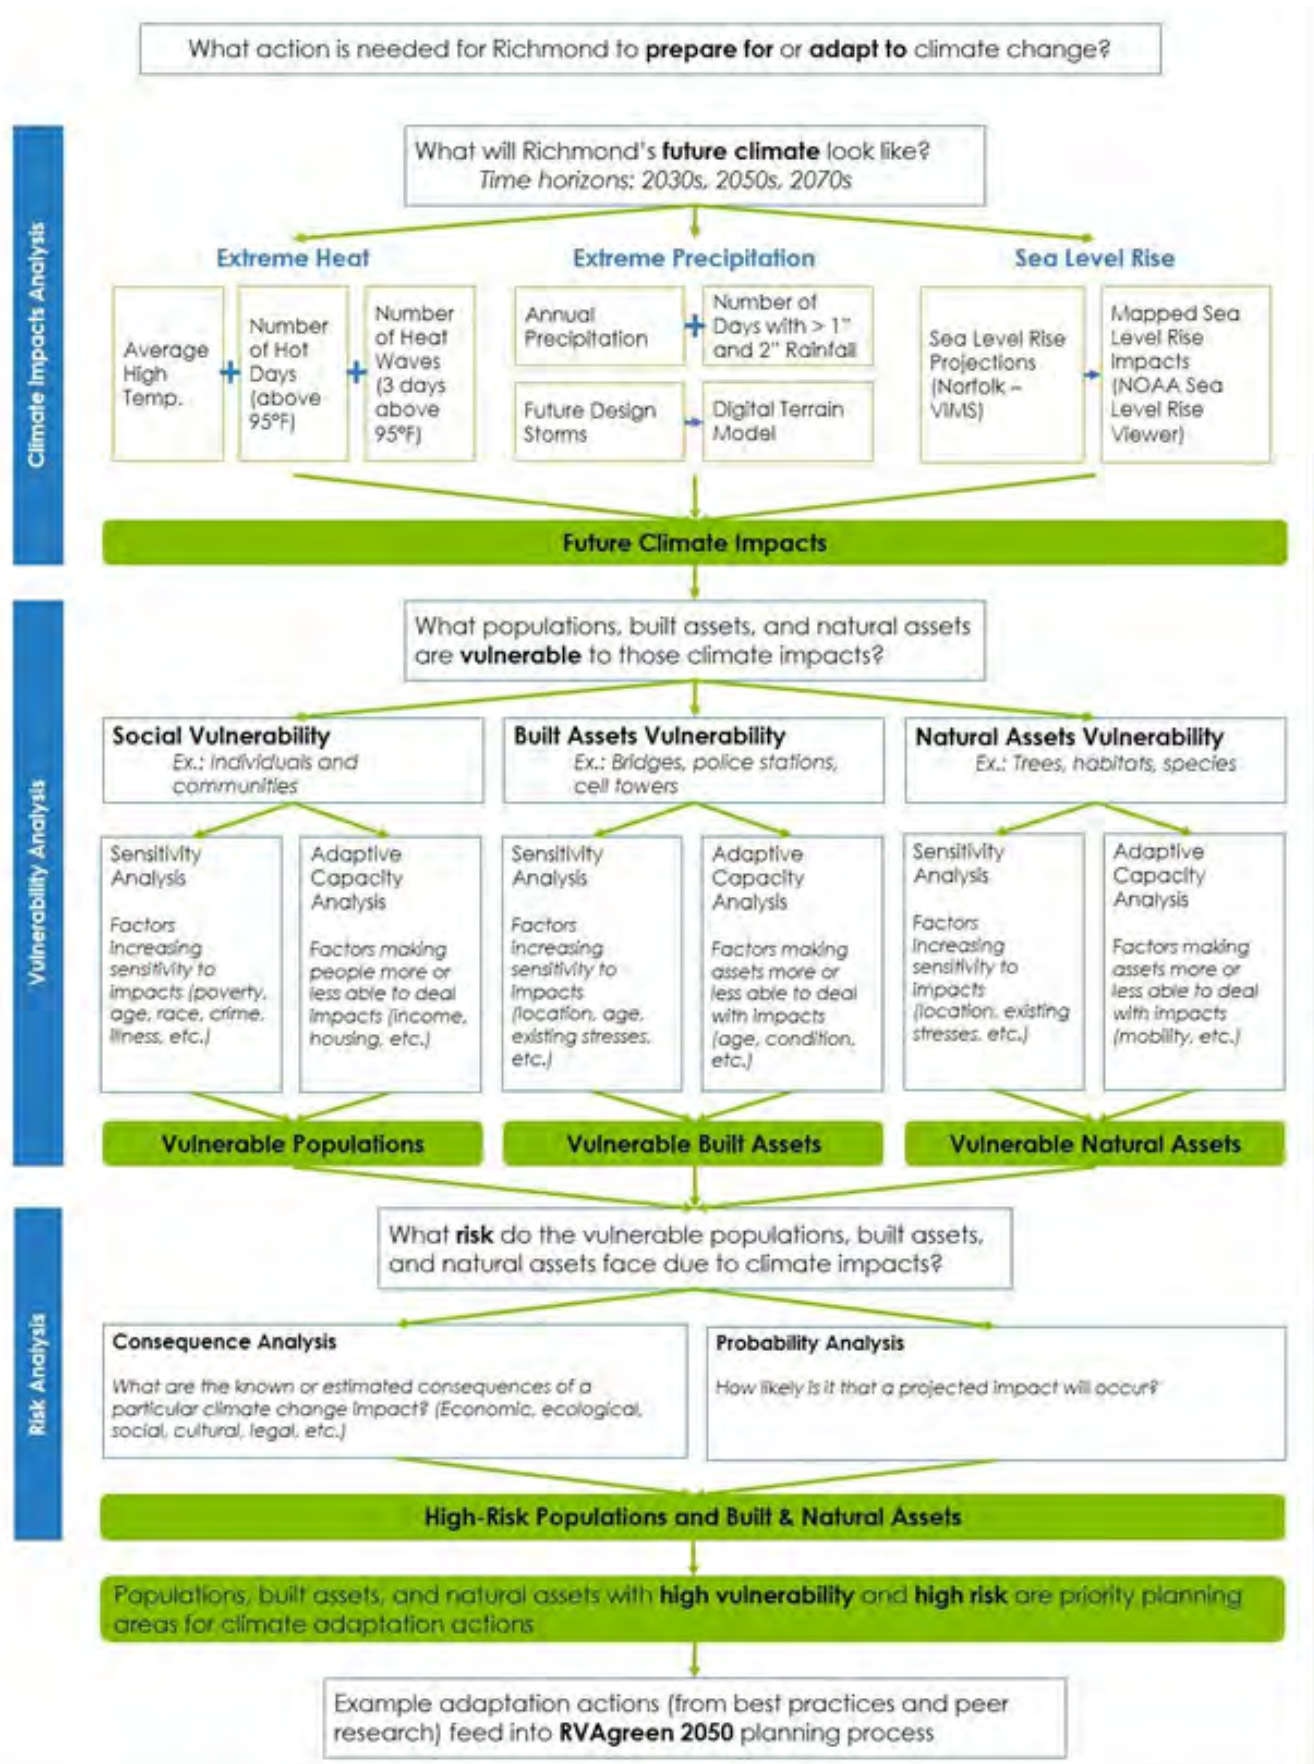 What action is needed for Richmond to prepare for or adapt to climate change?
Climate Impacts Analysis
What will Richmond's future climate look like?
Time horizons: 2030s, 2050s, 2070s
Extreme Heat
Average
High
Temp.
+
Number
of Hot
Days
(above
95°F)
+
Number
of Heat
Waves
(3 days
above
95°F)
Extreme Precipitation
Annual
Precipitation
+
Number of
Days with > 1"
and 2" Rainfall
Future Design
Storms
Digital Terrain
Model
Sea Level Rise
Sea Level Rise
Projections
(Norfolk –
VIMS)
Mapped Sea
Level Rise
Impacts
(NOAA Sea
Level Rise
Viewer)
Future Climate Impacts
Vulnerability Analysis
What populations, built assets, and natural assets
are vulnerable to those climate impacts?
Social Vulnerability
Ex.: Individuals and
communities
Sensitivity
Analysis
Factors
increasing
sensitivity to
impacts (poverty,
age, race, crime,
illness, etc.)
Adaptive
Capacity
Analysis
Factors making
people more or
less able to deal
impacts (income,
housing, etc.)
Built Assets Vulnerability
Ex.: Bridges, police stations,
cell towers
Sensitivity
Analysis
Factors
increasing
sensitivity to
impacts
(location, age,
existing stresses,
etc.)
Adaptive
Capacity
Analysis
Factors making
assets more or
less able to deal
with impacts
(age, condition,
etc.)
Natural Assets Vulnerability
Ex.: Trees, habitats, species
Sensitivity
Analysis
Factors
increasing
sensitivity to
impacts
(location, existing
stresses, etc.)
Adaptive
Capacity
Analysis
Factors making
assets more or
less able to deal
with impacts
(mobility, etc.)
Vulnerable Populations
Vulnerable Built Assets
Vulnerable Natural Assets
Risk Analysis
What risk do the vulnerable populations, built assets,
and natural assets face due to climate impacts?
Consequence Analysis
What are the known or estimated consequences of a
particular climate change impact? (Economic, ecological,
social, cultural, legal, etc.)
Probability Analysis
How likely is it that a projected impact will occur?
High-Risk Populations and Built & Natural Assets
Populations, built assets, and natural assets with high vulnerability and high risk are priority planning
areas for climate adaptation actions
Example adaptation actions (from best practices and peer
research) feed into RVAgreen 2050 planning process